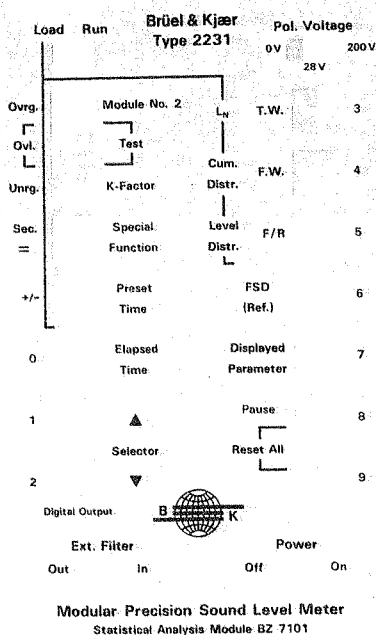 Load Run Brüel & Kjær Pol. Voltage
Type 2231 0V 200V
28V
Ovrg. Module No. 2 L_N T.W. 3
Ovl. Test
Cum. F.W. 4
Unrg. K-Factor Distr.
Sec. Special Level F/R 5
= Function Distr.
+/- Preset FSD 6
Time (Ref.)
0 Elapsed Displayed 7
Time Parameter
1 ▲ Pause 8
Selector Reset All
2 ▼ 9
Digital Output B K
Ext. Filter Power
Out In Off On
Modular Precision Sound Level Meter
Statistical Analysis Module BZ 7101